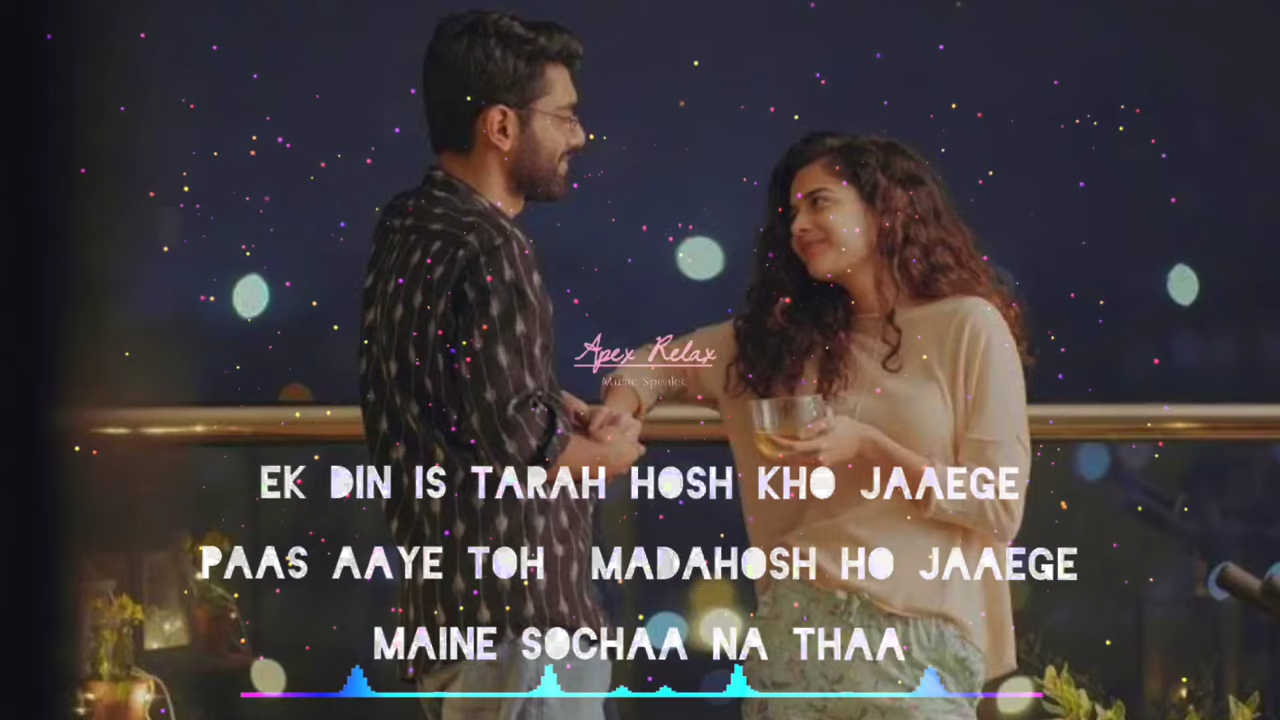 Apex Relax
Music Speaks.
EK DIN IS TARAH HOSH KHO JAAEGE
PAAS AAYE TOH MADAHOSH HO JAAEGE
MAINE SOCHAA NA THAA